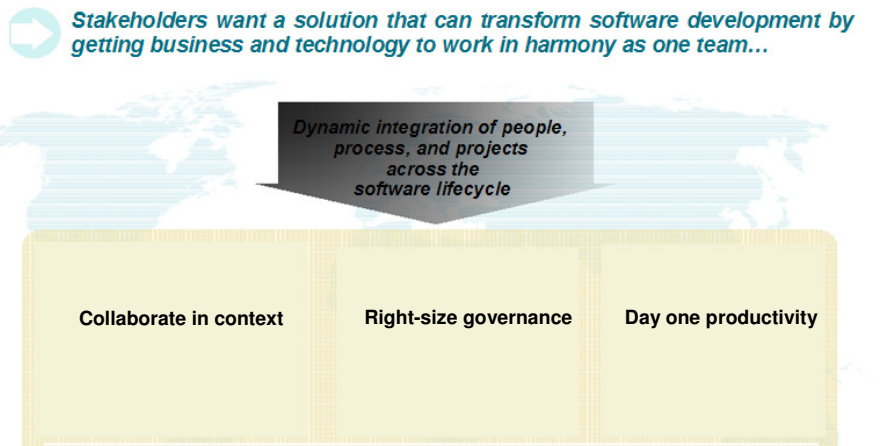 Stakeholders want a solution that can transform software development by
getting business and technology to work in harmony as one team…
Dynamic integration of people,
process, and projects
across the
software lifecycle
Collaborate in context
Right-size governance
Day one productivity